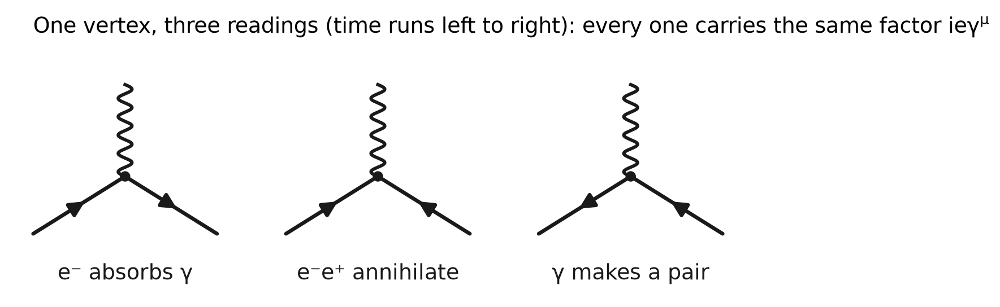 One vertex, three readings (time runs left to right): every one carries the same factor ieγᵘ
e⁻ absorbs γ
e⁻e⁺ annihilate
γ makes a pair